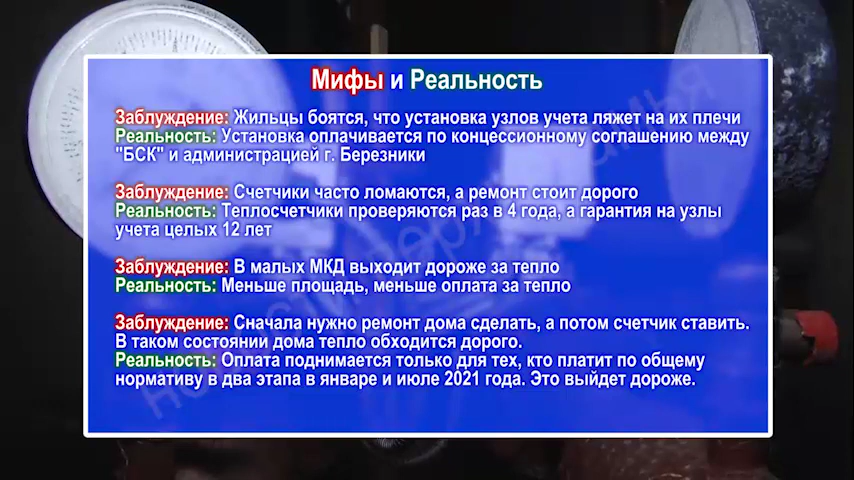 Мифы и Реальность
Заблуждение: Жильцы боятся, что установка узлов учета ляжет на их плечи
Реальность: Установка оплачивается по концессионному соглашению между
"БСК" и администрацией г. Березники
Заблуждение: Счетчики часто ломаются, а ремонт стоит дорого
Реальность: Теплосчетчики проверяются раз в 4 года, а гарантия на узлы
учета целых 12 лет
Заблуждение: В малых МКД выходит дороже за тепло
Реальность: Меньше площадь, меньше оплата за тепло
Заблуждение: Сначала нужно ремонт дома сделать, а потом счетчик ставить.
В таком состоянии дома тепло обходится дорого.
Реальность: Оплата поднимается только для тех, кто платит по общему
нормативу в два этапа в январе и июле 2021 года. Это выйдет дороже.